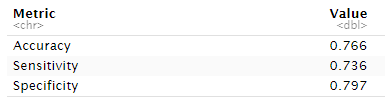 Metric Value
<chr> <dbl>
Accuracy 0.766
Sensitivity 0.736
Specificity 0.797